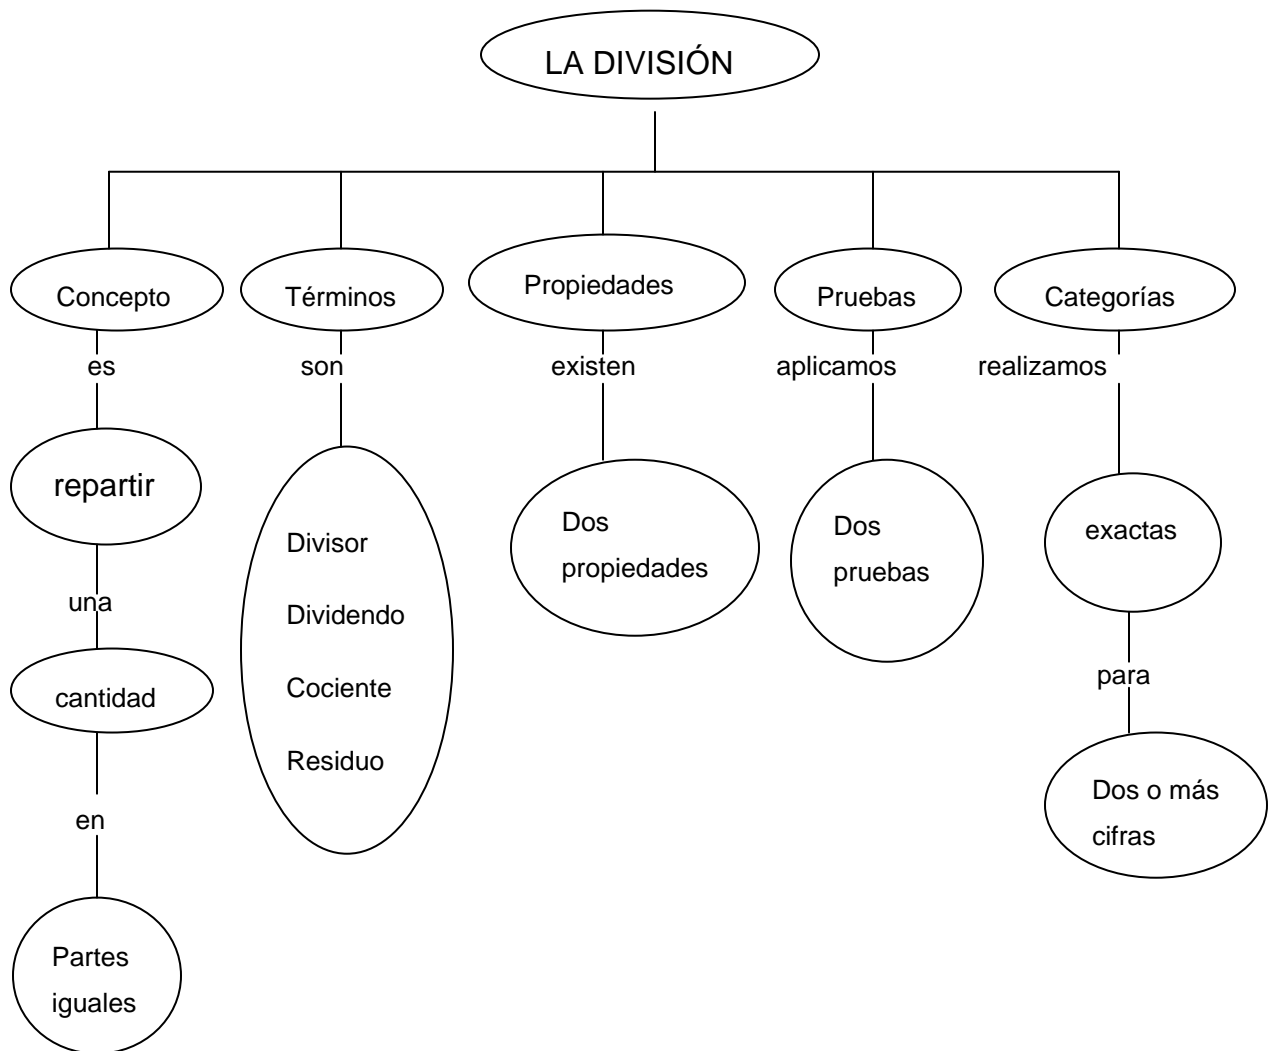 LA DIVISIÓN
Concepto
Términos
Propiedades
Pruebas
Categorías
es
son
existen
aplicamos
realizamos
repartir
Divisor
Dividendo
Cociente
Residuo
Dos
propiedades
Dos
pruebas
exactas
una
para
cantidad
Dos o más
cifras
en
Partes
iguales